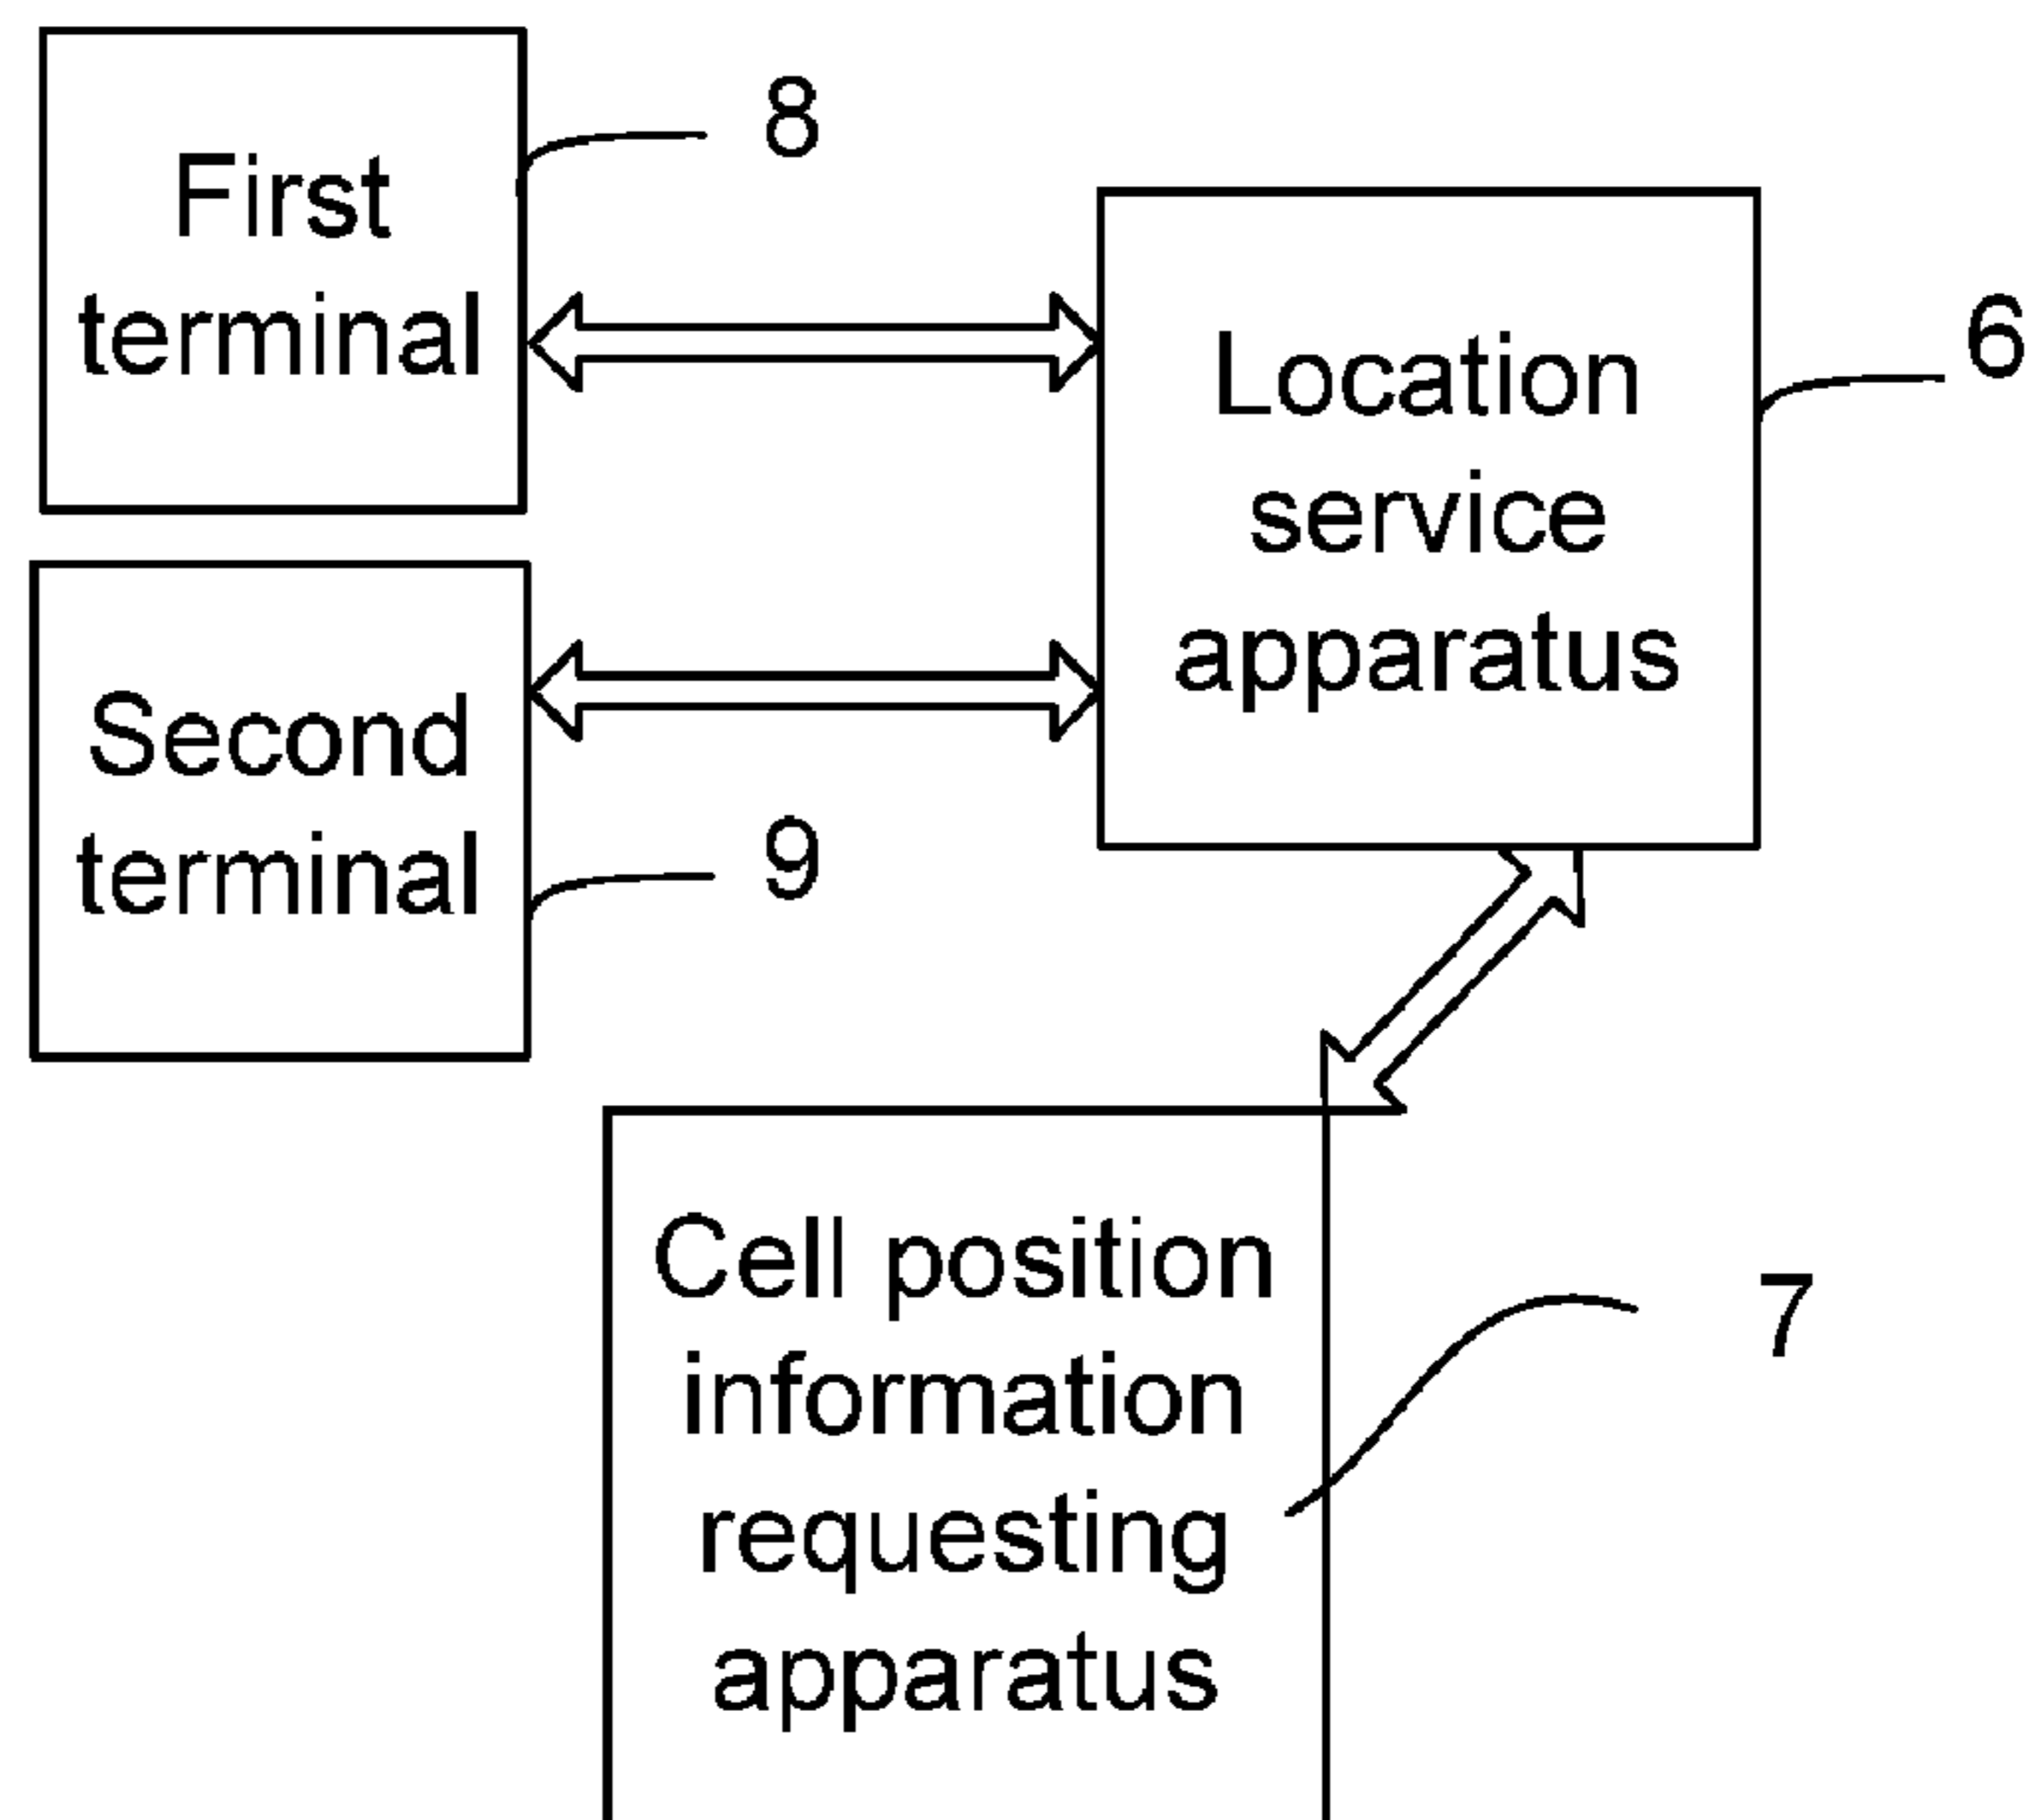 First
terminal
8
Location
service
apparatus
6
Second
terminal
9
Cell position
information
requesting
apparatus
7